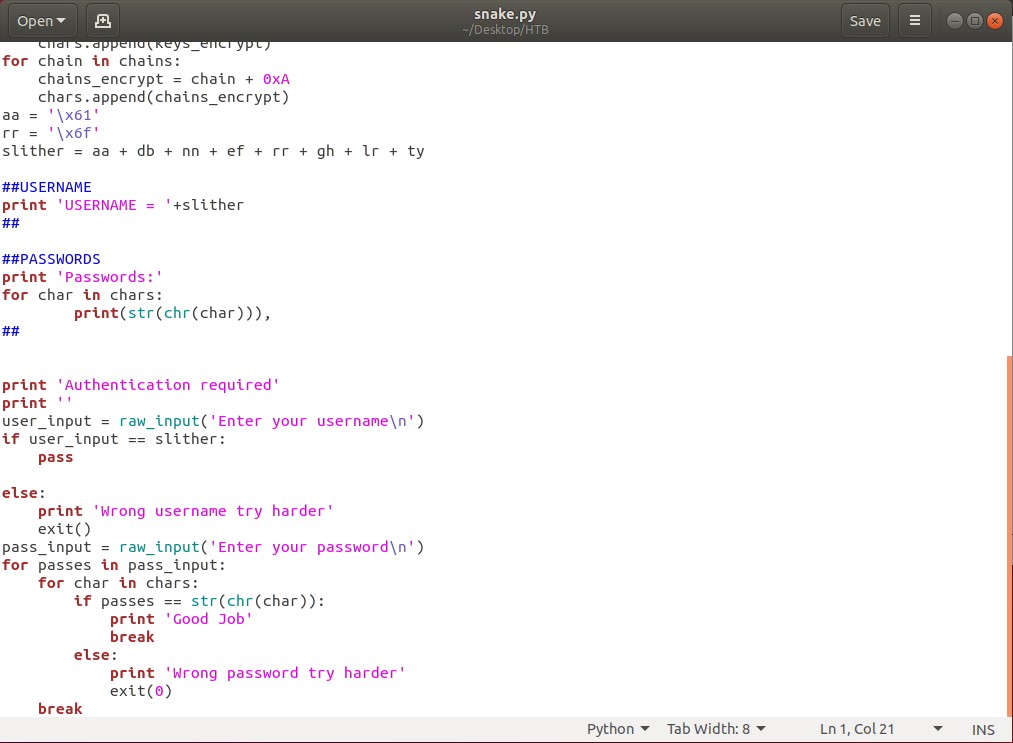 Open
snake.py
~/Desktop/HTB
Save
    chars.append(keys_encrypt)
for chain in chains:
    chains_encrypt = chain + 0xA
    chars.append(chains_encrypt)
aa = '\x61'
rr = '\x6f'
slither = aa + db + nn + ef + rr + gh + lr + ty
##USERNAME
print 'USERNAME = '+slither
##
##PASSWORDS
print 'Passwords:'
for char in chars:
        print(str(chr(char))),
##
print 'Authentication required'
print ''
user_input = raw_input('Enter your username\n')
if user_input == slither:
    pass
else:
    print 'Wrong username try harder'
    exit()
pass_input = raw_input('Enter your password\n')
for passes in pass_input:
    for char in chars:
        if passes == str(chr(char)):
            print 'Good Job'
            break
        else:
            print 'Wrong password try harder'
            exit(0)
    break
Python Tab Width: 8 Ln 1, Col 21 INS